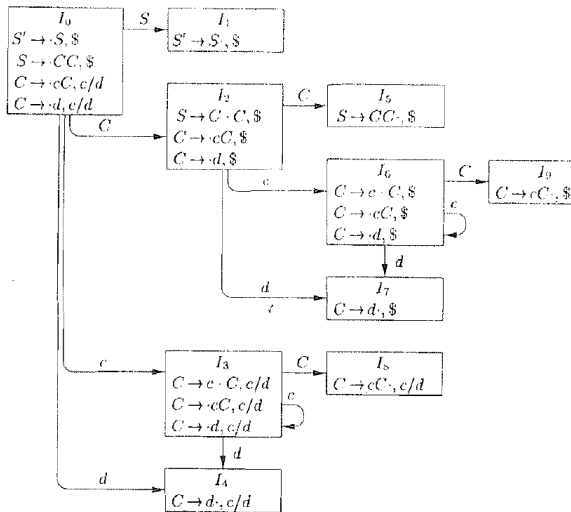 I₀
S' → ·S, $
S → ·CC, $
C → ·cC, c/d
C → ·d, c/d
S
I₁
S' → S·, $
C
I₂
S → C · C, $
C → ·cC, $
C → ·d, $
C
I₅
S → CC·, $
c
I₆
C → c · C, $
C → ·cC, $
C → ·d, $
c
C
I₉
C → cC·, $
d
d
I₇
C → d·, $
c
I₃
C → c · C, c/d
C → ·cC, c/d
C → ·d, c/d
c
C
I₈
C → cC·, c/d
d
d
I₄
C → d·, c/d